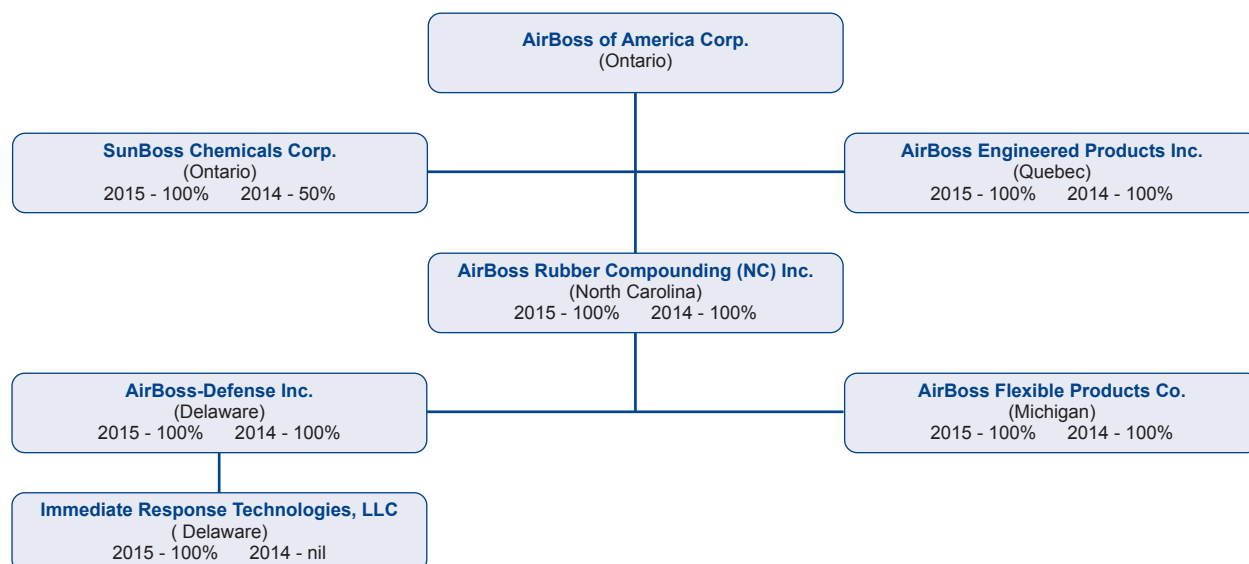 AirBoss of America Corp.
(Ontario)
SunBoss Chemicals Corp.
(Ontario)
2015 - 100% 2014 - 50%
AirBoss Engineered Products Inc.
(Quebec)
2015 - 100% 2014 - 100%
AirBoss Rubber Compounding (NC) Inc.
(North Carolina)
2015 - 100% 2014 - 100%
AirBoss-Defense Inc.
(Delaware)
2015 - 100% 2014 - 100%
AirBoss Flexible Products Co.
(Michigan)
2015 - 100% 2014 - 100%
Immediate Response Technologies, LLC
( Delaware)
2015 - 100% 2014 - nil